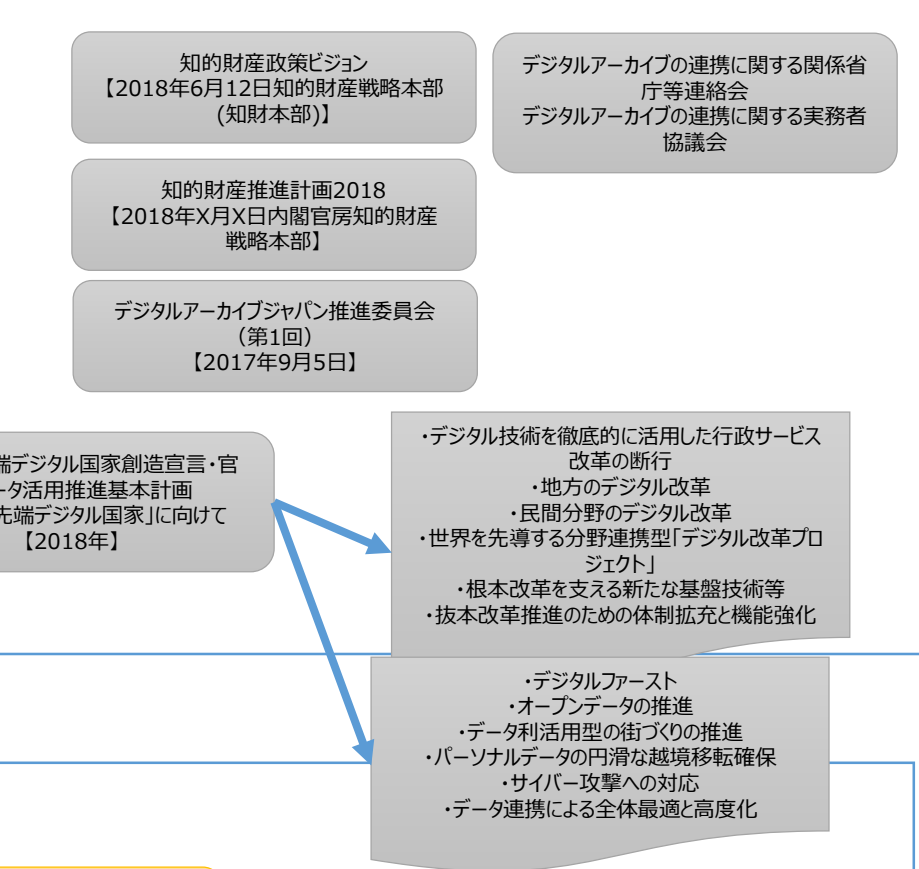 知的財産政策ビジョン
【2018年6月12日知的財産戦略本部
(知財本部)】
デジタルアーカイブの連携に関する関係省
庁等連絡会
デジタルアーカイブの連携に関する実務者
協議会
知的財産推進計画2018
【2018年X月X日内閣官房知的財産
戦略本部】
デジタルアーカイブジャパン推進委員会
(第1回)
【2017年9月5日】
端デジタル国家創造宣言・官
ータ活用推進基本計画
先端デジタル国家」に向けて
【2018年】
・デジタル技術を徹底的に活用した行政サービス
改革の断行
・地方のデジタル改革
・民間分野のデジタル改革
・世界を先導する分野連携型「デジタル改革プロ
ジェクト」
・根本改革を支える新たな基盤技術等
・抜本改革推進のための体制拡充と機能強化
・デジタルファースト
・オープンデータの推進
・データ利活用型の街づくりの推進
・パーソナルデータの円滑な越境移転確保
・サイバー攻撃への対応
・データ連携による全体最適と高度化